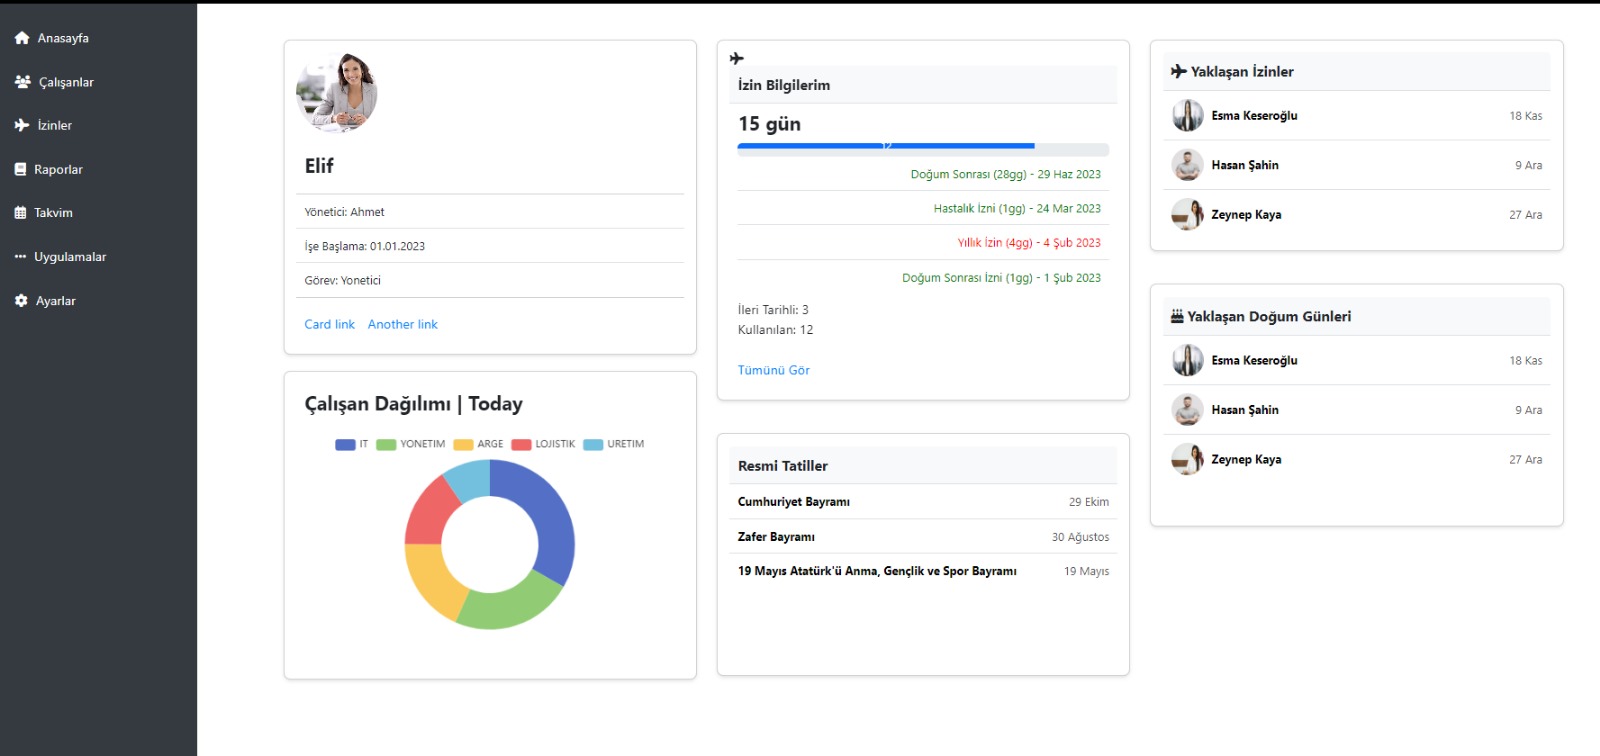 Anasayfa
Çalışanlar
İzinler
Raporlar
Takvim
Uygulamalar
Ayarlar
Elif
Yönetici: Ahmet
İşe Başlama: 01.01.2023
Görev: Yonetici
Card link Another link
Çalışan Dağılımı | Today
IT YONETIM ARGE LOJISTIK URETIM
İzin Bilgilerim
15 gün
12
Doğum Sonrası (28gg) - 29 Haz 2023
Hastalık İzni (1gg) - 24 Mar 2023
Yıllık İzin (4gg) - 4 Şub 2023
Doğum Sonrası İzni (1gg) - 1 Şub 2023
İleri Tarihli: 3
Kullanılan: 12
Tümünü Gör
Resmi Tatiller
Cumhuriyet Bayramı 29 Ekim
Zafer Bayramı 30 Ağustos
19 Mayıs Atatürk'ü Anma, Gençlik ve Spor Bayramı 19 Mayıs
Yaklaşan İzinler
Esma Keseroğlu 18 Kas
Hasan Şahin 9 Ara
Zeynep Kaya 27 Ara
Yaklaşan Doğum Günleri
Esma Keseroğlu 18 Kas
Hasan Şahin 9 Ara
Zeynep Kaya 27 Ara